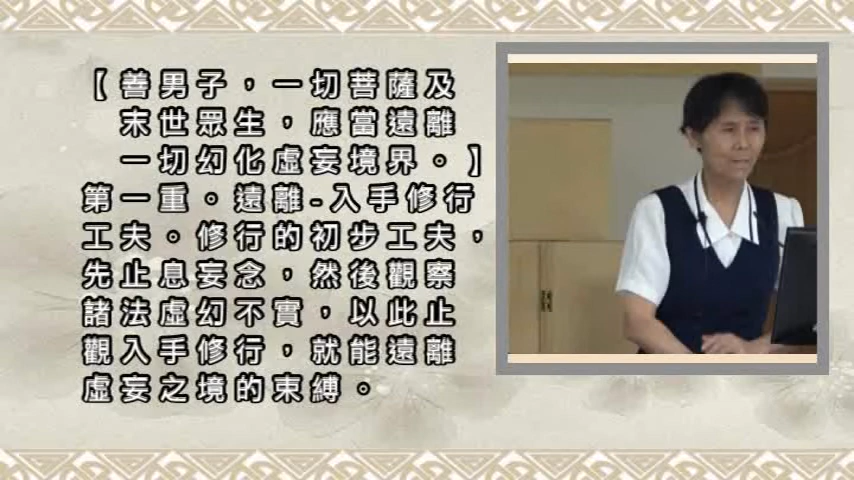 【善男子，一切菩薩及
末世眾生，應當遠離
一切幻化虛妄境界。】
第一重。遠離-入手修行
工夫。修行的初步工夫，
先止息妄念，然後觀察
諸法虛幻不實，以此止
觀入手修行，就能遠離
虛妄之境的束縛。